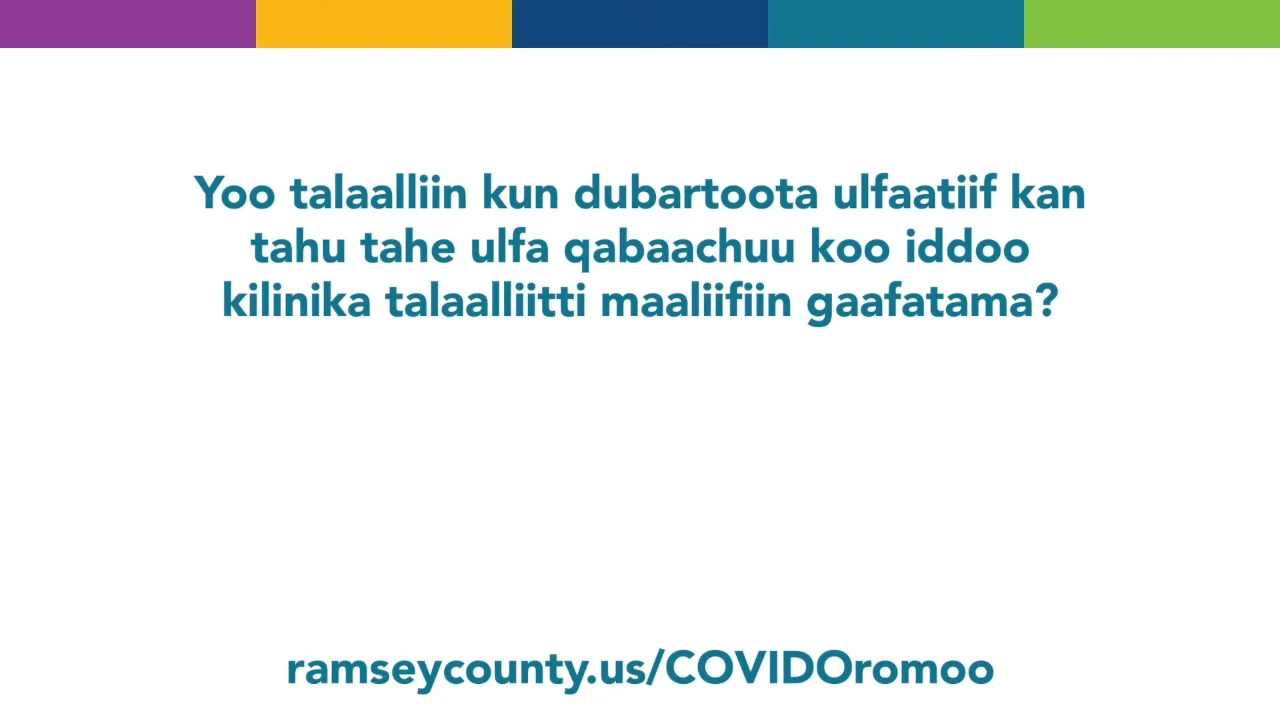 Yoo talaalliin kun dubartoota ulfaatiif kan
tahu tahe ulfa qabaachuu koo iddoo
kilinika talaalliitti maaliifiin gaafatama?
ramseycounty.us/COVIDOromoo